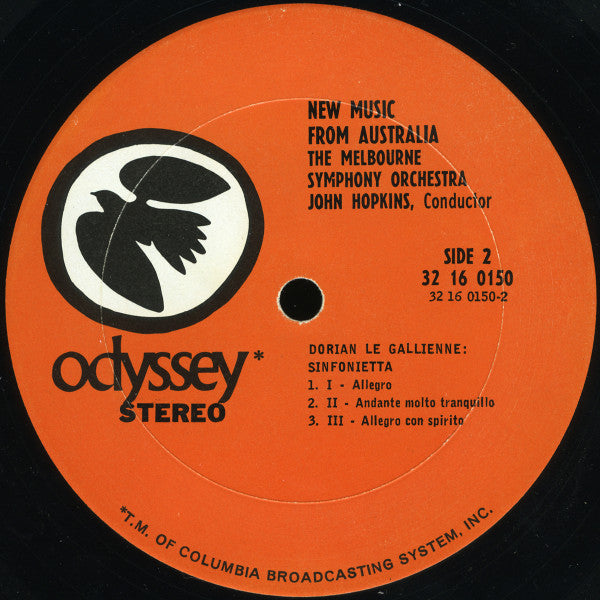 NEW MUSIC
FROM AUSTRALIA
THE MELBOURNE
SYMPHONY ORCHESTRA
JOHN HOPKINS, Conductor
SIDE 2
32 16 0150
32 16 0150-2
odyssey*
STEREO
DORIAN LE GALLIENNE:
SINFONIETTA
1. I - Allegro
2. II - Andante molto tranquillo
3. III - Allegro con spirito
*T.M. OF COLUMBIA BROADCASTING SYSTEM, INC.